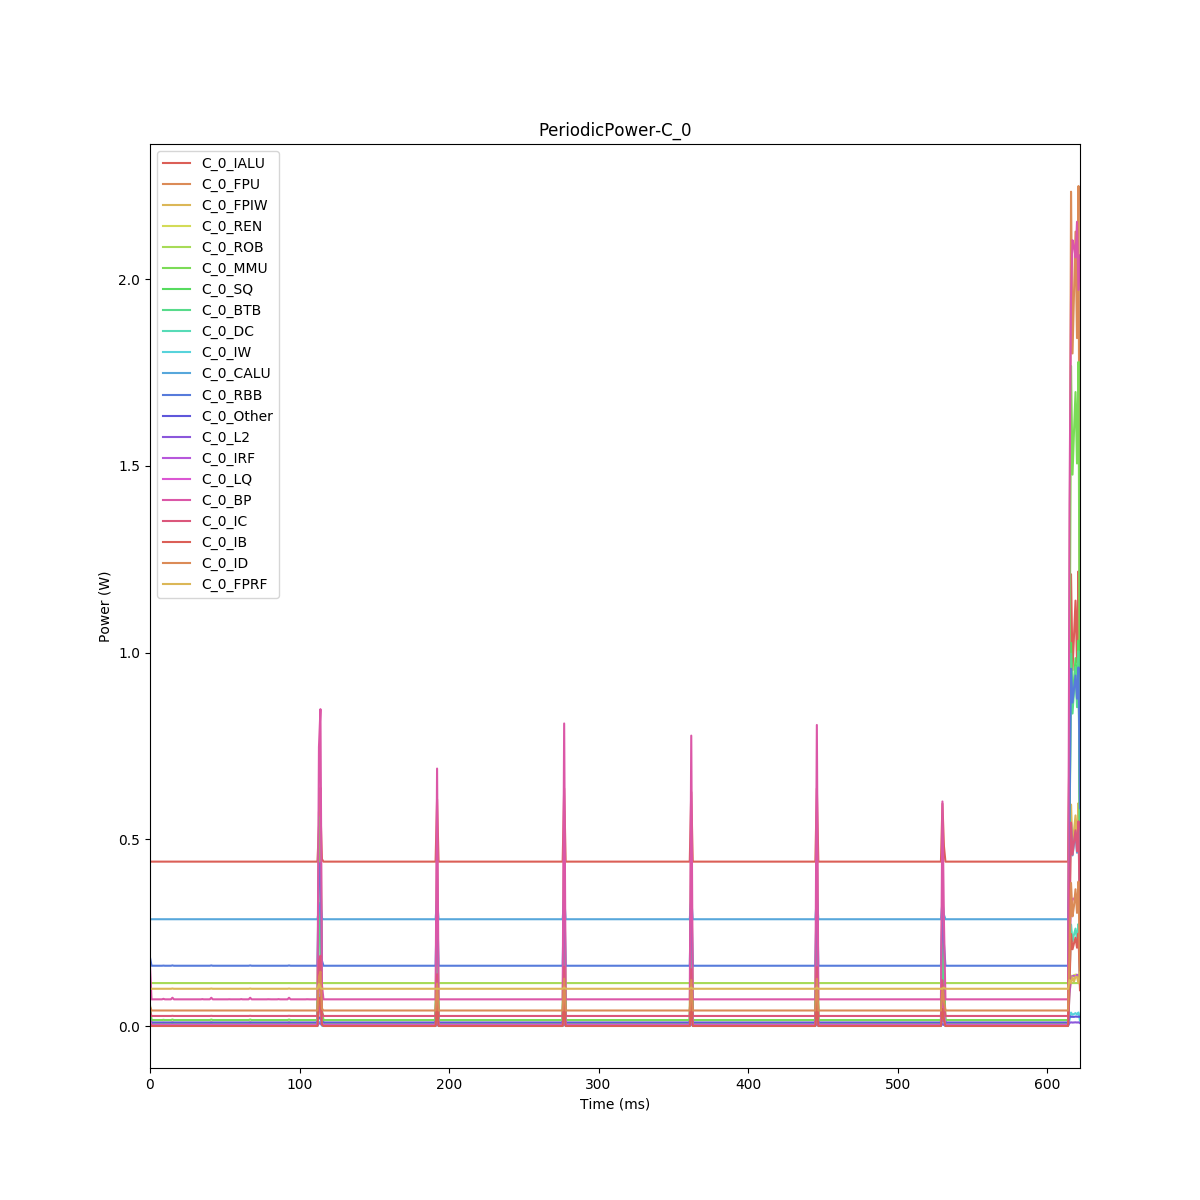 PeriodicPower-C_0
C_0_IALU
C_0_FPU
C_0_FPIW
C_0_REN
C_0_ROB
C_0_MMU
C_0_SQ
C_0_BTB
C_0_DC
C_0_IW
C_0_CALU
C_0_RBB
C_0_Other
C_0_L2
C_0_IRF
C_0_LQ
C_0_BP
C_0_IC
C_0_IB
C_0_ID
C_0_FPRF
2.0
1.5
1.0
0.5
0.0
Power (W)
0 100 200 300 400 500 600
Time (ms)